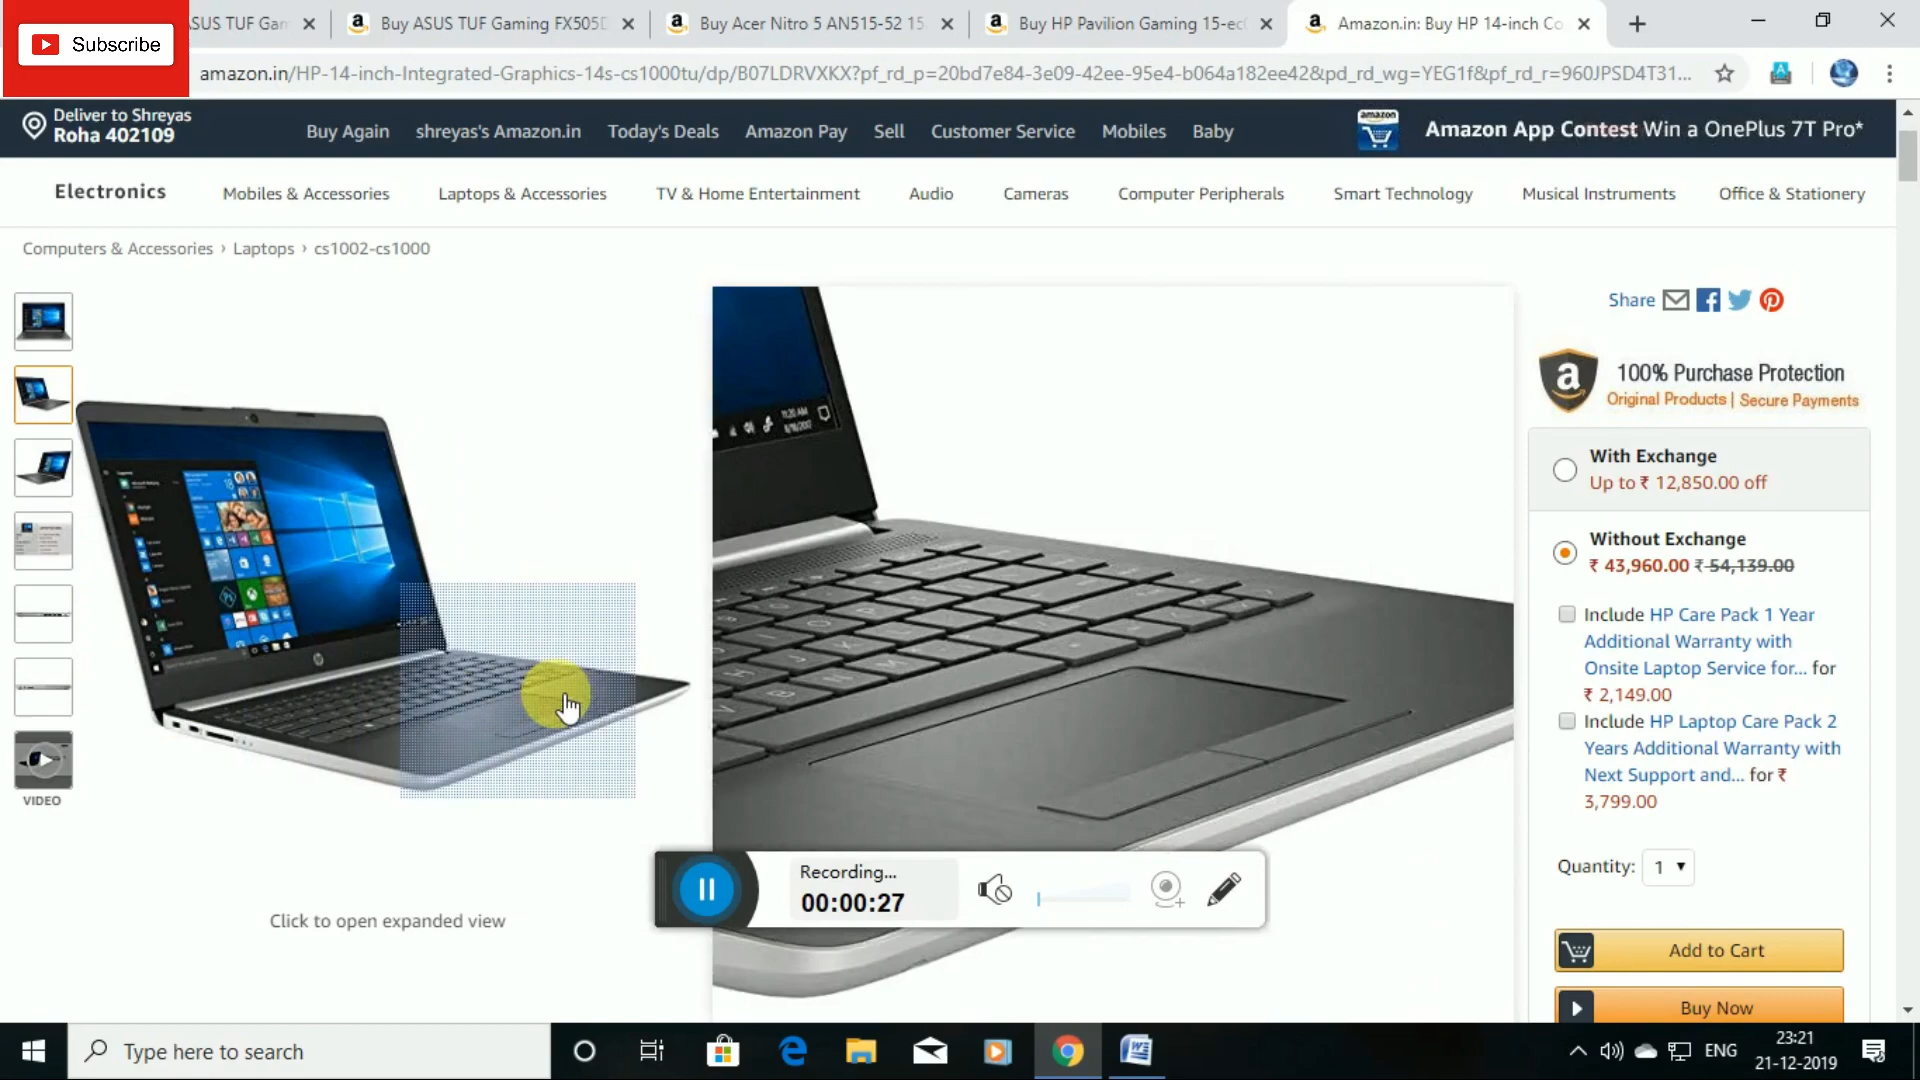 Subscribe
ASUS TUF Gam
Buy ASUS TUF Gaming FX505D
Buy Acer Nitro 5 AN515-52 15.
Buy HP Pavilion Gaming 15-ec
Amazon.in: Buy HP 14-inch Co
amazon.in/HP-14-inch-Integrated-Graphics-14s-cs1000tu/dp/B07LDRVXKX?pf_rd_p=20bd7e84-3e09-42ee-95e4-b064a182ee42&pd_rd_wg=YEG1f&pf_rd_r=960JPSD4T31...
Deliver to Shreyas
Roha 402109
Buy Again
shreyas's Amazon.in
Today's Deals
Amazon Pay
Sell
Customer Service
Mobiles
Baby
amazon
Amazon App Contest Win a OnePlus 7T Pro*
Electronics
Mobiles & Accessories
Laptops & Accessories
TV & Home Entertainment
Audio
Cameras
Computer Peripherals
Smart Technology
Musical Instruments
Office & Stationery
Computers & Accessories › Laptops › cs1002-cs1000
Share
100% Purchase Protection
Original Products | Secure Payments
With Exchange
Up to ₹ 12,850.00 off
Without Exchange
₹ 43,960.00 ₹ 54,139.00
Include HP Care Pack 1 Year
Additional Warranty with
Onsite Laptop Service for... for
₹ 2,149.00
Include HP Laptop Care Pack 2
Years Additional Warranty with
Next Support and... for ₹
3,799.00
Quantity: 1
Add to Cart
Buy Now
VIDEO
Click to open expanded view
Recording...
00:00:27
Type here to search
ENG
23:21
21-12-2019